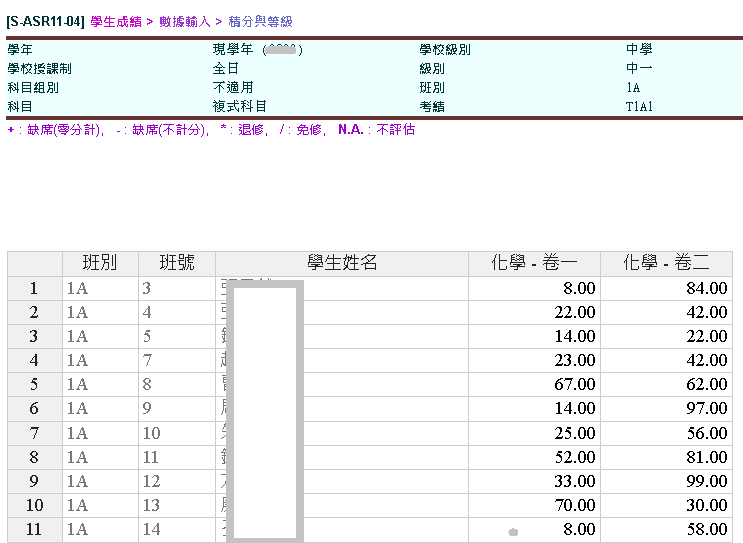 [S-ASR11-04] 學生成績 > 數據輸入 > 積分與等級
學年 現學年 ( ) 學校級別 中學
學校授課制 全日 級別 中一
科目組別 不適用 班別 1A
科目 複式科目 考績 T1A1
+ : 缺席(零分計), - : 缺席(不計分), * : 退修, / : 免修, N.A. : 不評估
班別 班號 學生姓名 化學 - 卷一 化學 - 卷二
1 1A 3 8.00 84.00
2 1A 4 22.00 42.00
3 1A 5 14.00 22.00
4 1A 7 23.00 42.00
5 1A 8 67.00 62.00
6 1A 9 14.00 97.00
7 1A 10 25.00 56.00
8 1A 11 52.00 81.00
9 1A 12 33.00 99.00
10 1A 13 70.00 30.00
11 1A 14 8.00 58.00